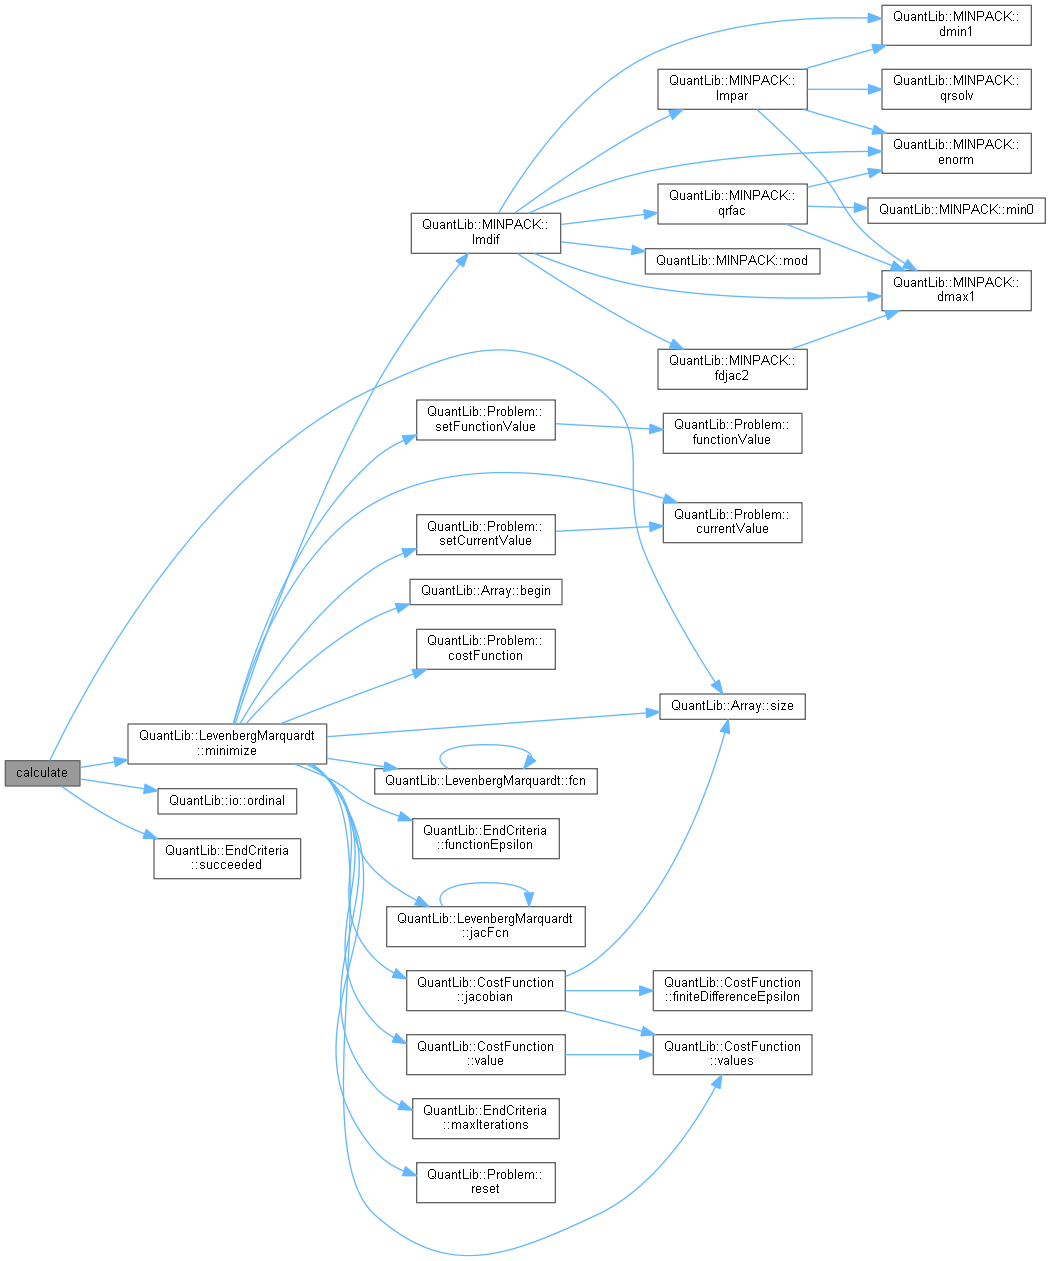 QuantLib::MINPACK::
dmin1
QuantLib::MINPACK::
lmpar
QuantLib::MINPACK::
qrsolv
QuantLib::MINPACK::
enorm
QuantLib::MINPACK::
qrfac
QuantLib::MINPACK::min0
QuantLib::MINPACK::
lmdif
QuantLib::MINPACK::mod
QuantLib::MINPACK::
dmax1
QuantLib::MINPACK::
fdjac2
QuantLib::Problem::
setFunctionValue
QuantLib::Problem::
functionValue
QuantLib::Problem::
currentValue
QuantLib::Problem::
setCurrentValue
QuantLib::Array::begin
QuantLib::Problem::
costFunction
QuantLib::Array::size
QuantLib::LevenbergMarquardt
::minimize
calculate
QuantLib::LevenbergMarquardt::fcn
QuantLib::io::ordinal
QuantLib::EndCriteria
::functionEpsilon
QuantLib::EndCriteria
::succeeded
QuantLib::LevenbergMarquardt
::jacFcn
QuantLib::CostFunction
::jacobian
QuantLib::CostFunction
::finiteDifferenceEpsilon
QuantLib::CostFunction
::value
QuantLib::CostFunction
::values
QuantLib::EndCriteria
::maxIterations
QuantLib::Problem::
reset